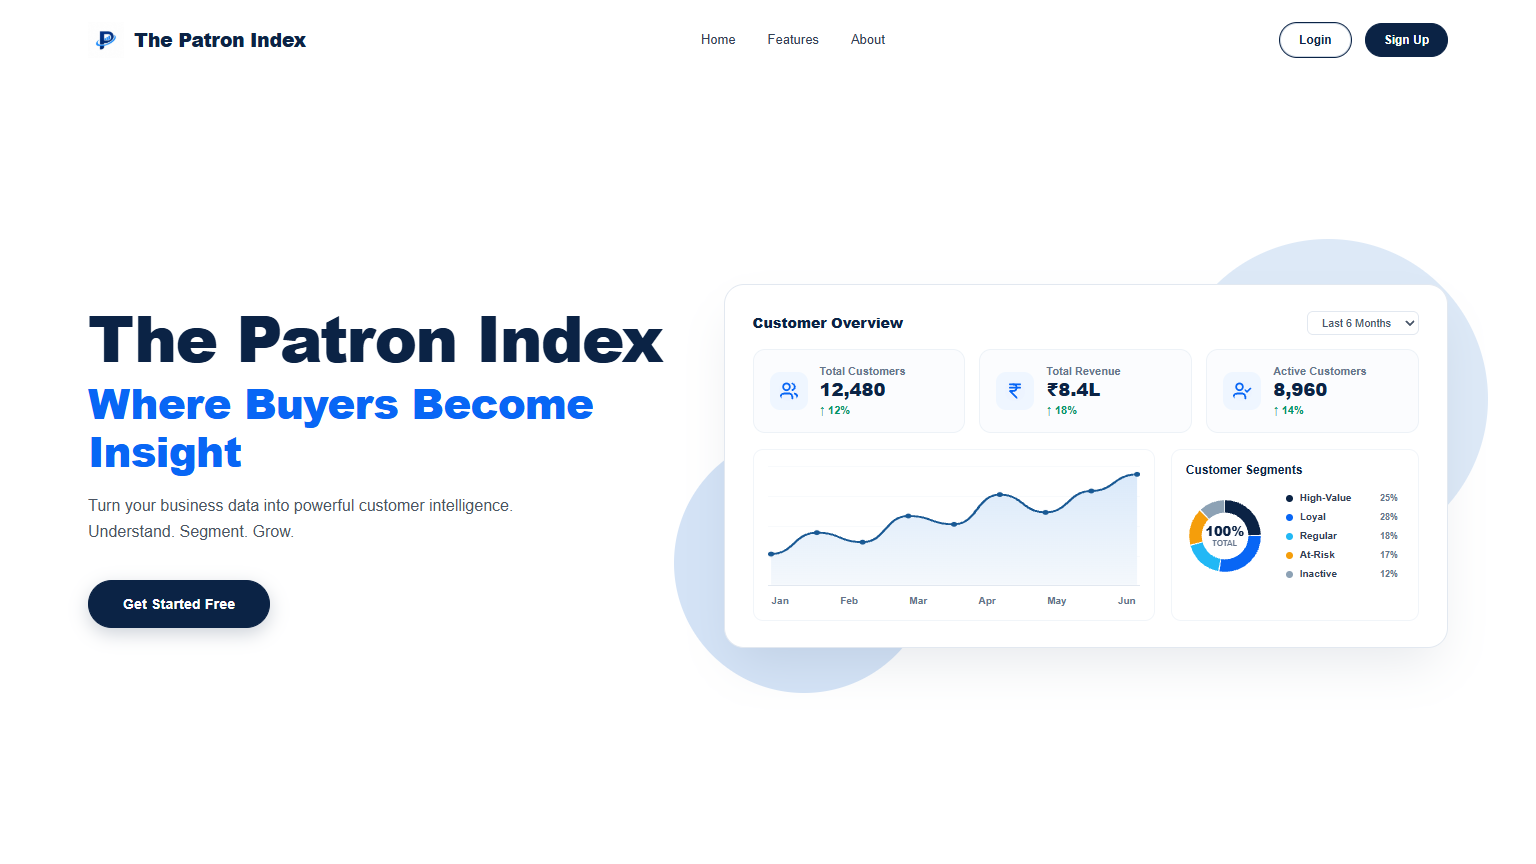 The Patron Index
Home
Features
About
Login
Sign Up
The Patron Index
Where Buyers Become
Insight
Turn your business data into powerful customer intelligence.
Understand. Segment. Grow.
Get Started Free
Customer Overview
Last 6 Months
Total Customers
12,480
↑ 12%
Total Revenue
₹8.4L
↑ 18%
Active Customers
8,960
↑ 14%
Jan
Feb
Mar
Apr
May
Jun
Customer Segments
100%
TOTAL
High-Value 25%
Loyal 28%
Regular 18%
At-Risk 17%
Inactive 12%